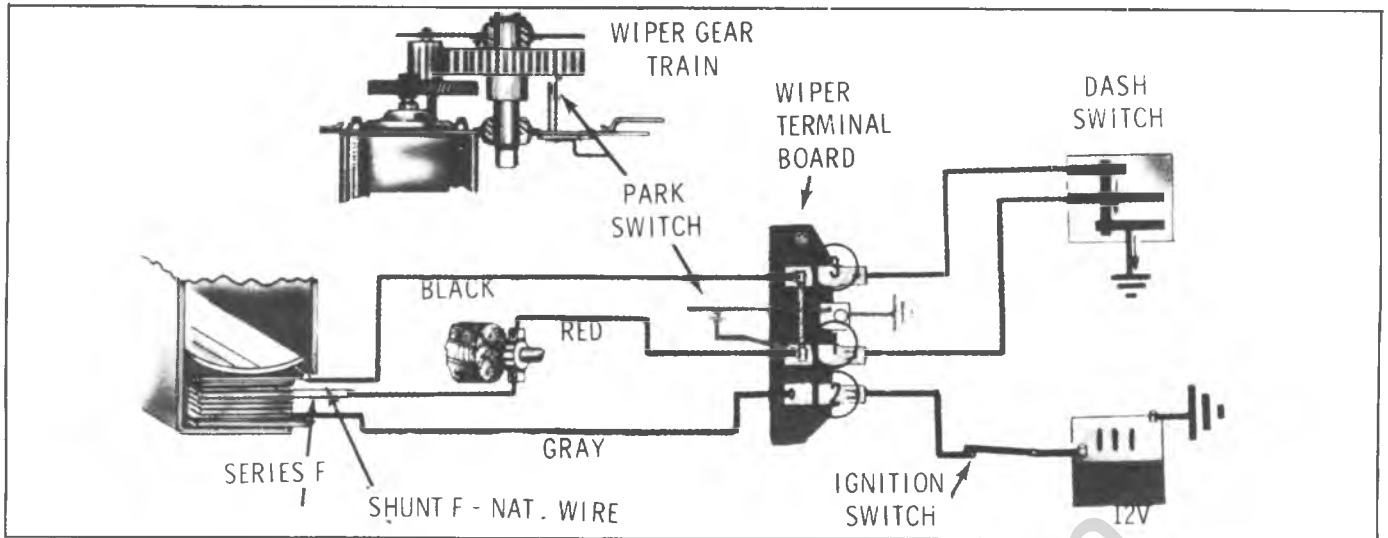 WIPER GEAR
TRAIN
WIPER
TERMINAL
BOARD
DASH
SWITCH
PARK
SWITCH
3
BLACK
RED
1
2
GRAY
SERIES F
SHUNT F - NAT. WIRE
IGNITION
SWITCH
12V